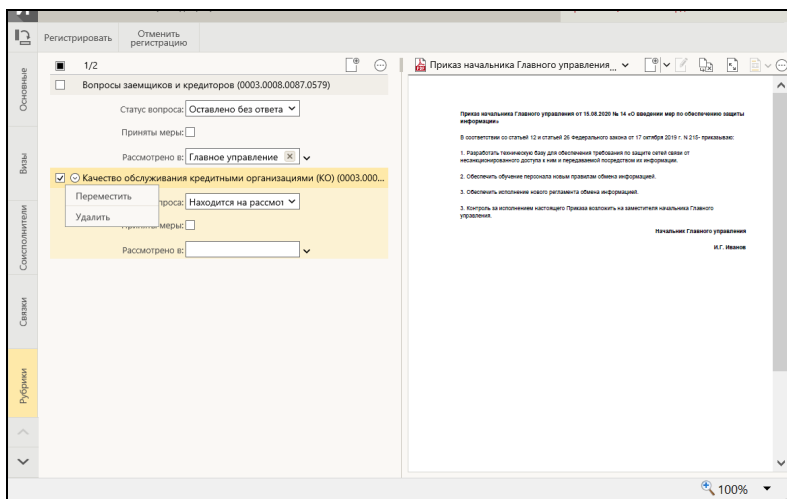 Регистрировать
Отменить регистрацию
Основные
Визы
Соисполнители
Связки
Рубрики
1/2
Вопросы заемщиков и кредиторов (0003.0008.0087.0579)
Статус вопроса: Оставлено без ответа
Приняты меры:
Рассмотрено в: Главное управление
Качество обслуживания кредитными организациями (КО) (0003.000...
Переместить
Удалить
проса: Находится на рассмот
меры:
Рассмотрено в:
Приказ начальника Главного управления...
Приказ начальника Главного управления от 15.08.2020 № 14 «О введении мер по обеспечению защиты
информации»
В соответствии со статьей 12 и статьей 26 Федерального закона от 17 октября 2019 г. N 215- приказываю:
1. Разработать техническую базу для обеспечения требования по защите сетей связи от
несанкционированного доступа к ним и передаваемой посредством их информации.
2. Обеспечить обучение персонала новым правилам обмена информацией.
3. Обеспечить исполнение нового регламента обмена информацией.
3. Контроль за исполнением настоящего Приказа возложить на заместителя начальника Главного
управления.
Начальник Главного управления
И.Г. Иванов
100%